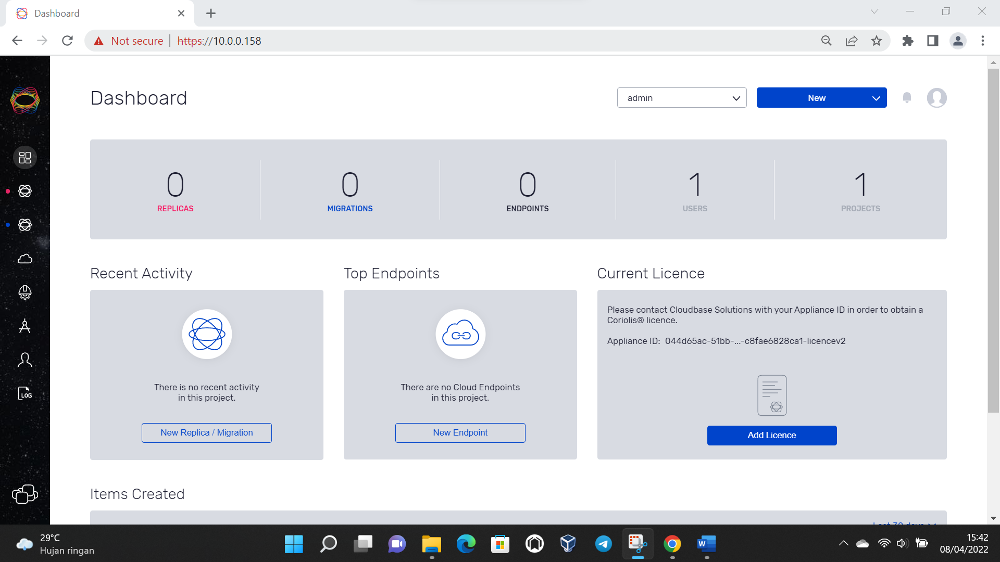 Dashboard
Not secure
https://10.0.0.158
Dashboard
admin
New
0
REPLICAS
0
MIGRATIONS
0
ENDPOINTS
1
USERS
1
PROJECTS
Recent Activity
There is no recent activity
in this project.
New Replica / Migration
Top Endpoints
There are no Cloud Endpoints
in this project.
New Endpoint
Current Licence
Please contact Cloudbase Solutions with your Appliance ID in order to obtain a
Coriolis® licence.
Appliance ID: 044d65ac-51bb-...-c8fae6828ca1-licencev2
Add Licence
LOG
Items Created
Last 30 days
29°C
Hujan ringan
W
15:42
08/04/2022